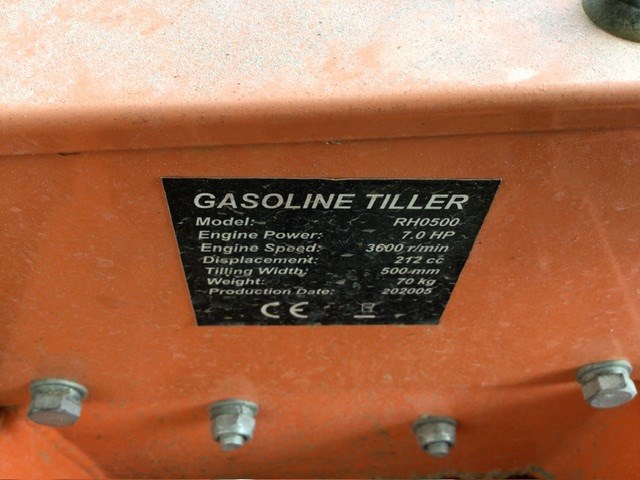 GASOLINE TILLER
Model: RH0500
Engine Power: 7.0 HP
Engine Speed: 3600 r/min
Displacement: 212 cc
Tilling Width: 500 mm
Weight: 70 kg
Production Date: 202005
CE